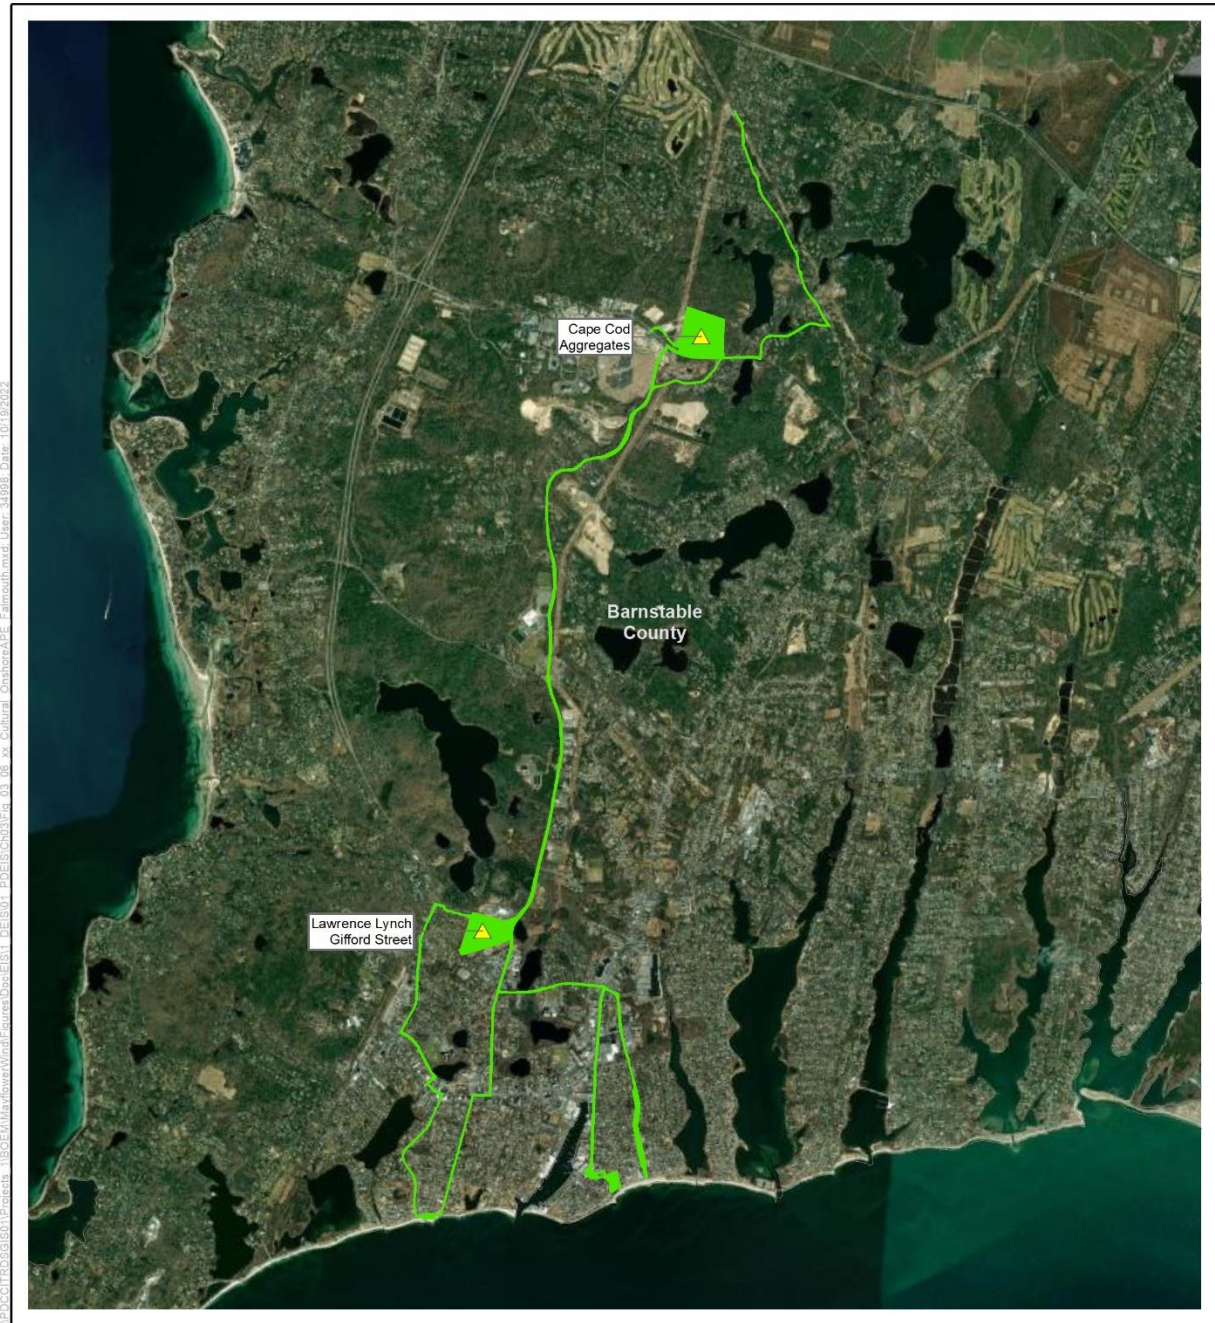 Cape Cod
Aggregates
Barnstable
County
Lawrence Lynch
Gifford Street